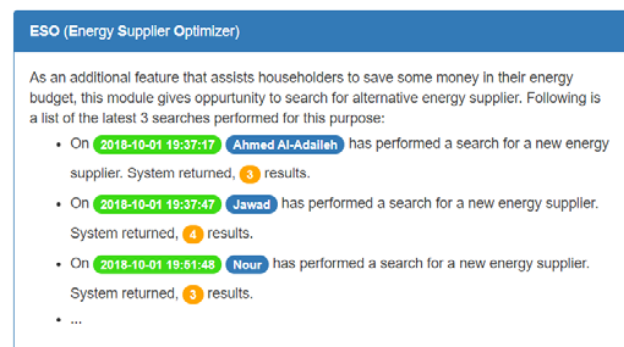 ESO (Energy Supplier Optimizer)
As an additional feature that assists householders to save some money in their energy
budget, this module gives oppurtunity to search for alternative energy supplier. Following is
a list of the latest 3 searches performed for this purpose:
• On 2018-10-01 19:37:17 Ahmed Al-Adaileh has performed a search for a new energy
supplier. System returned, 3 results.
• On 2018-10-01 19:37:47 Jawad has performed a search for a new energy supplier.
System returned, 4 results.
• On 2018-10-01 19:51:48 Nour has performed a search for a new energy supplier.
System returned, 3 results.
• ...